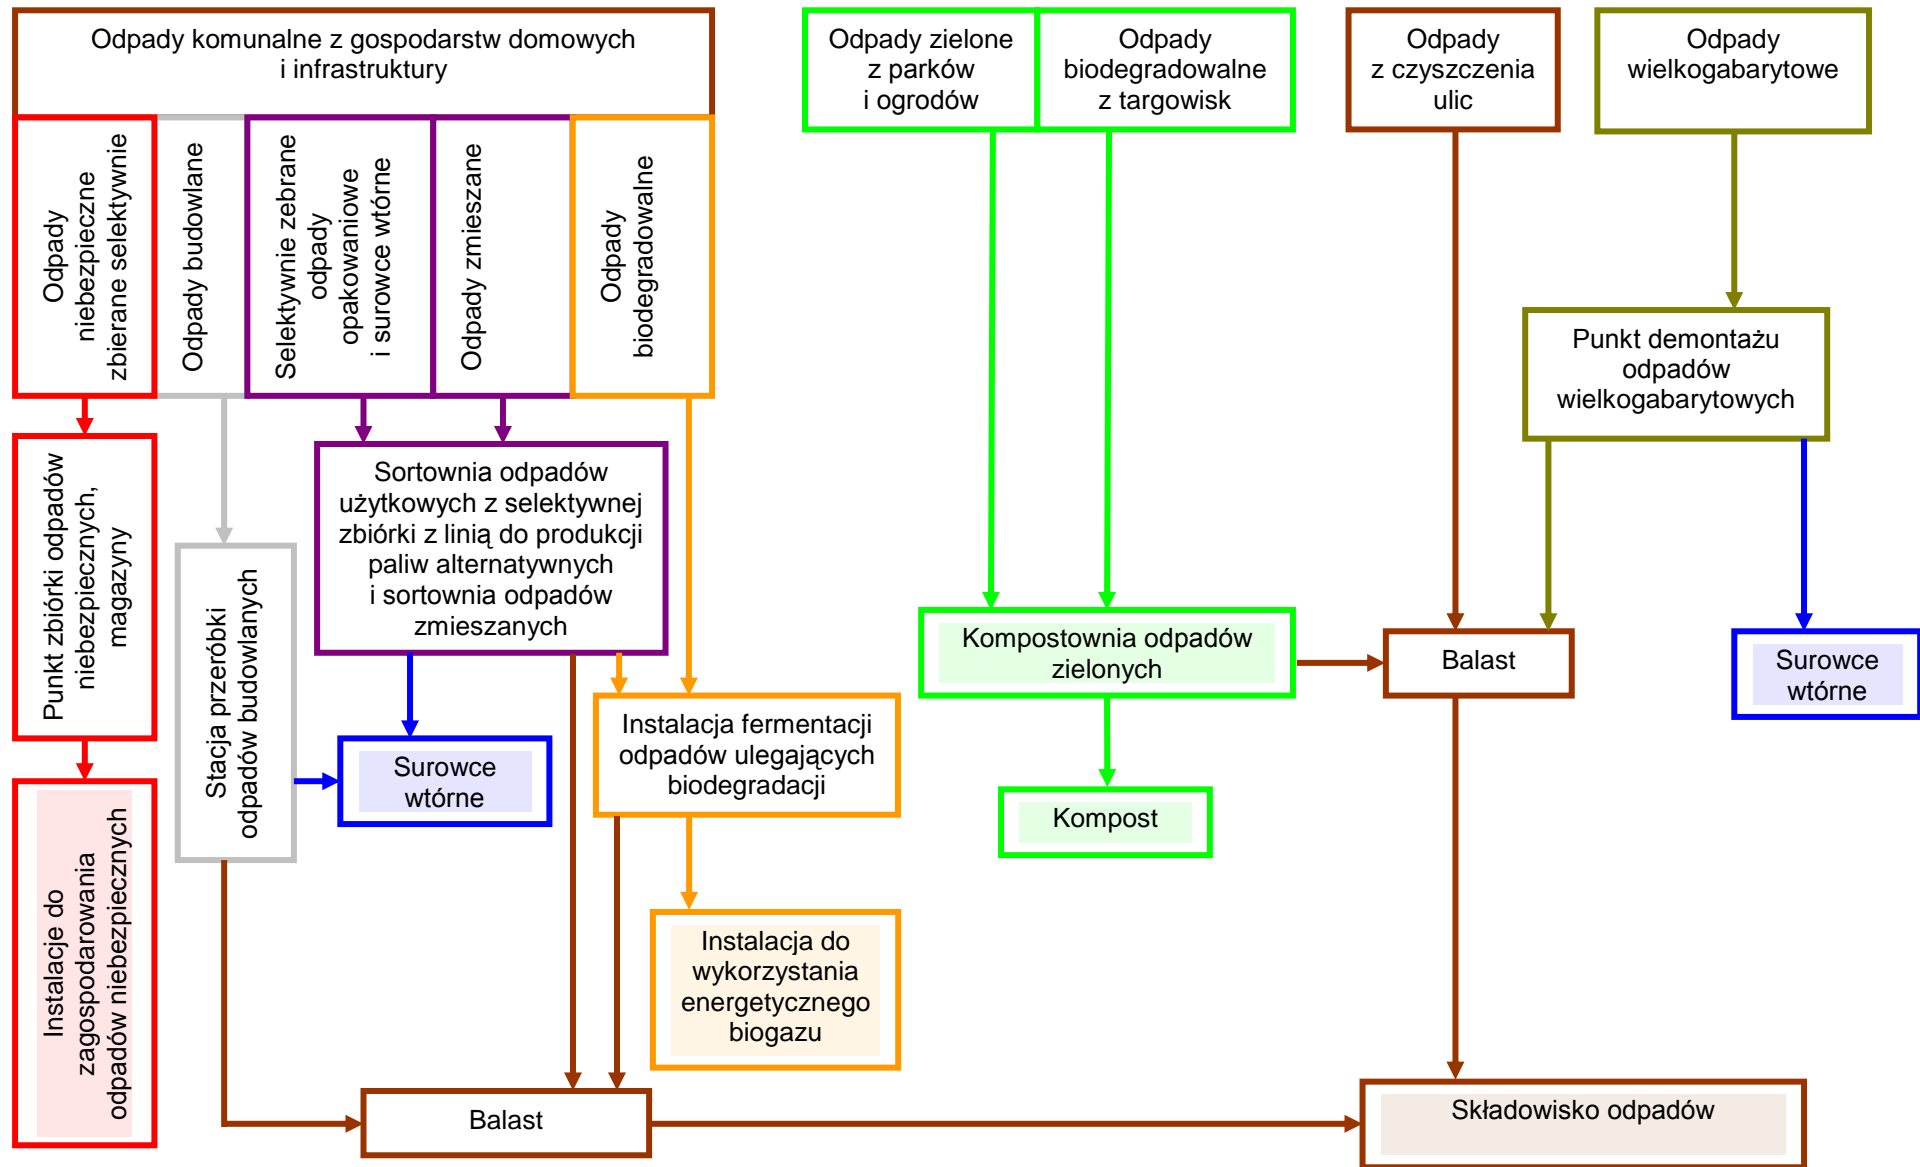 Odpady komunalne z gospodarstw domowych
i infrastruktury
Odpady zielone
z parków
i ogrodów
Odpady
biodegradowalne
z targowisk
Odpady
z czyszczenia
ulic
Odpady
wielkogabarytowe
Odpady
niebezpieczne
zbierane selektywnie
Odpady budowlane
Selektywnie zebrane
odpady
opakowaniowe
i surowce wtórne
Odpady zmieszane
Odpady
biodegradowalne
Punkt demontażu
odpadów
wielkogabarytowych
Punkt zbiórki odpadów
niebezpiecznych,
magazyny
Sortownia odpadów
użytkowych z selektywnej
zbiórki z linią do produkcji
paliw alternatywnych
i sortownia odpadów
zmieszanych
Stacja przeróbki
odpadów budowlanych
Kompostownia odpadów
zielonych
Balast
Surowce
wtórne
Instalacja fermentacji
odpadów ulegających
biodegradacji
Surowce
wtórne
Kompost
Instalacje do
zagospodarowania
odpadów niebezpiecznych
Instalacja do
wykorzystania
energetycznego
biogazu
Balast
Składowisko odpadów